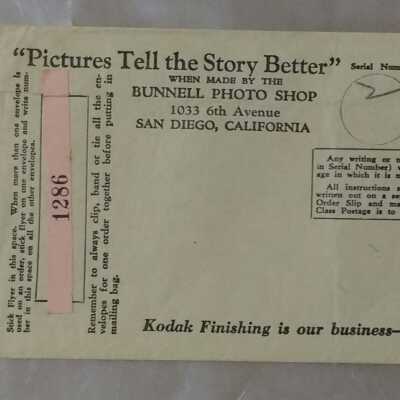 "Pictures Tell the Story Better"
WHEN MADE BY THE
BUNNELL PHOTO SHOP
1033 6th Avenue
SAN DIEGO, CALIFORNIA
Serial Num
2
Any writing or
in Serial Number)
age in which it is
All instructions
written out on a
Order Slip and
Class Postage is to
Stick Flyer in this space. When more than one envelope is
used on an order, stick flyer on one envelope and write num-
ber in this space on all the other envelopes.
1286
Remember to always clip, band or tie all the en-
velopes for one order together before putting in
mailing bag.
Kodak Finishing is our business—